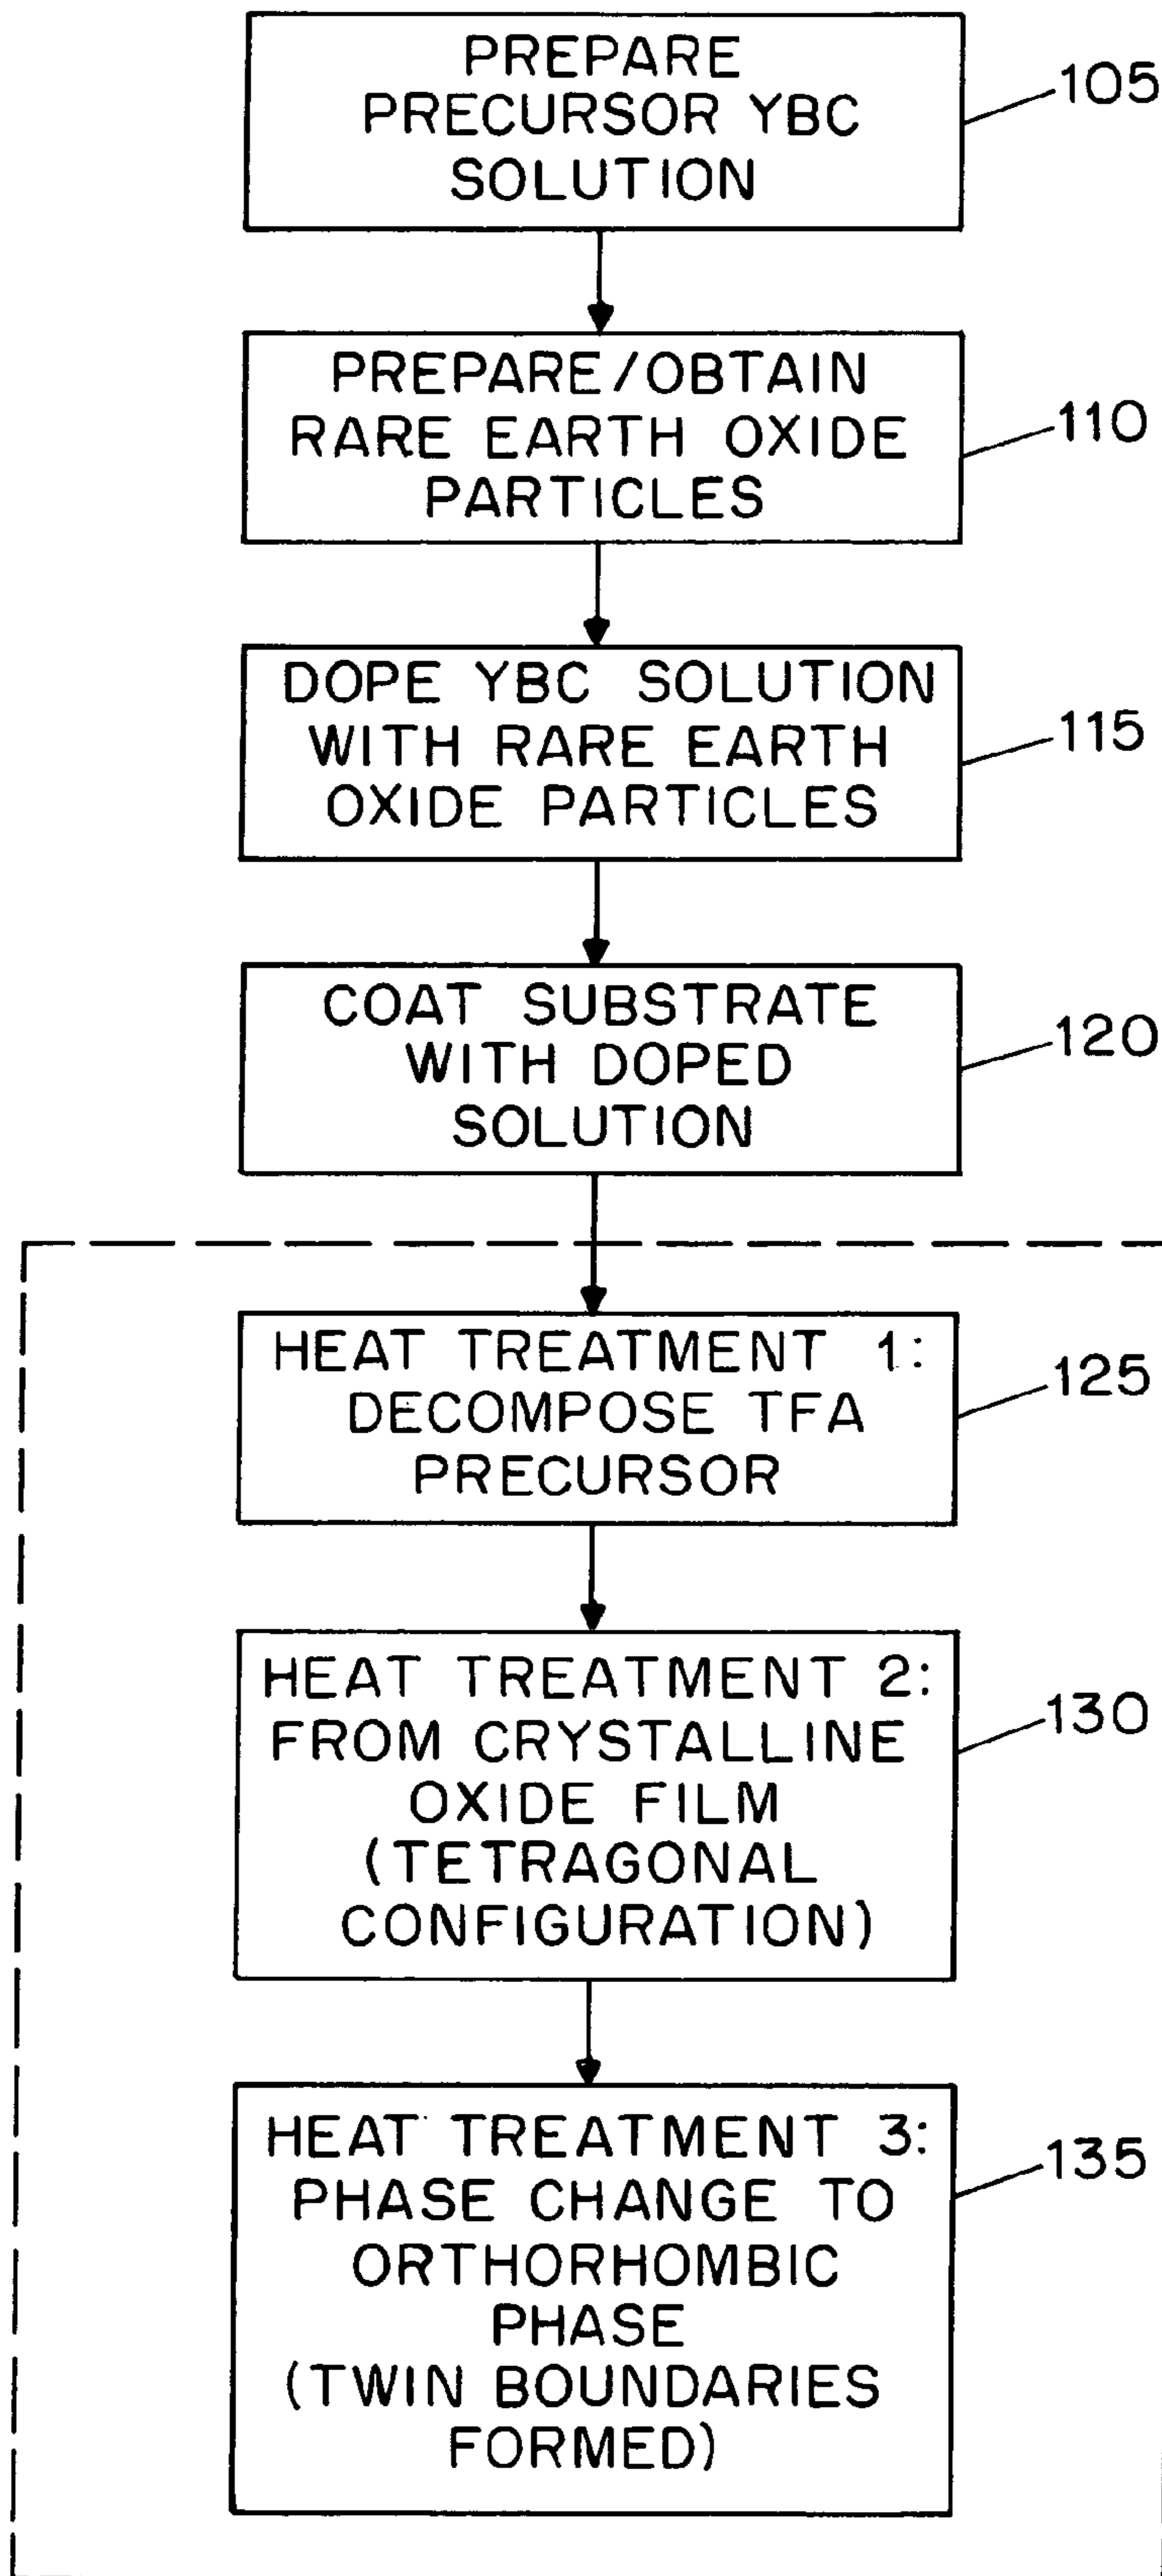 PREPARE
PRECURSOR YBC
SOLUTION
105
PREPARE/OBTAIN
RARE EARTH OXIDE
PARTICLES
110
DOPE YBC SOLUTION
WITH RARE EARTH
OXIDE PARTICLES
115
COAT SUBSTRATE
WITH DOPED
SOLUTION
120
HEAT TREATMENT 1:
DECOMPOSE TFA
PRECURSOR
125
HEAT TREATMENT 2:
FROM CRYSTALLINE
OXIDE FILM
(TETRAGONAL
CONFIGURATION)
130
HEAT TREATMENT 3:
PHASE CHANGE TO
ORTHORHOMBIC
PHASE
(TWIN BOUNDARIES
FORMED)
135